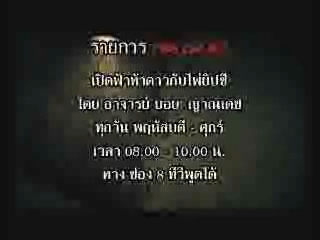 รายการ
เปิดฟ้าท้าดาวกับไพ่ยิปซี
โดย อาจารย์ บอย ญาณเดช
ทุกวัน พฤหัสบดี - ศุกร์
เวลา 08.00 - 10.00 น.
ทาง ช่อง 8 ทีวีพูดได้